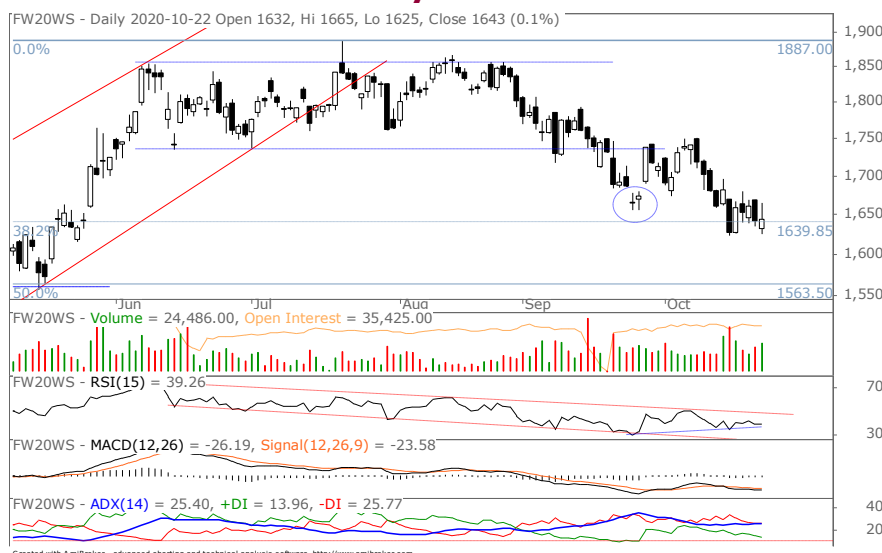 FW20WS - Daily 2020-10-22 Open 1632, Hi 1665, Lo 1625, Close 1643 (0.1%)
1,900
0.0%
1887.00
1,850
1,800
1,750
1,700
1,650
38.2%
1639.85
1,600
50.0%
1563.50
1,550
Jun
Jul
Aug
Sep
Oct
FW20WS - Volume = 24,486.00, Open Interest = 35,425.00
FW20WS - RSI(15) = 39.26
70
30
FW20WS - MACD(12,26) = -26.19, Signal(12,26,9) = -23.58
FW20WS - ADX(14) = 25.40, +DI = 13.96, -DI = 25.77
40
20